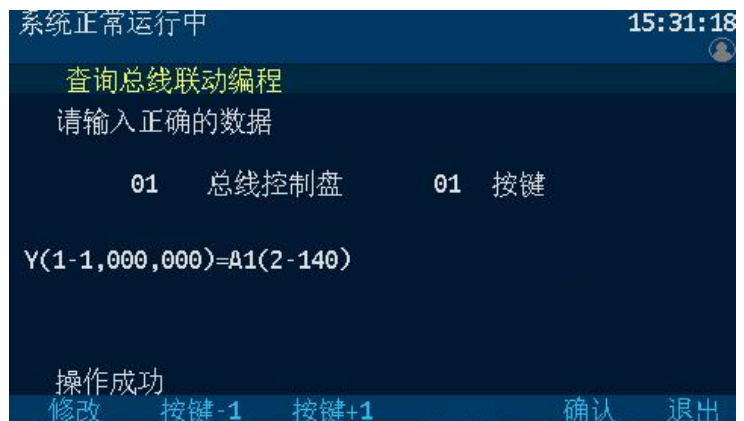 系统正常运行中 15:31:18
查询总线联动编程
请输入正确的数据
01 总线控制盘 01 按键
Y(1-1,000,000)=A1(2-140)
操作成功
修改 按键-1 按键+1 确认 退出